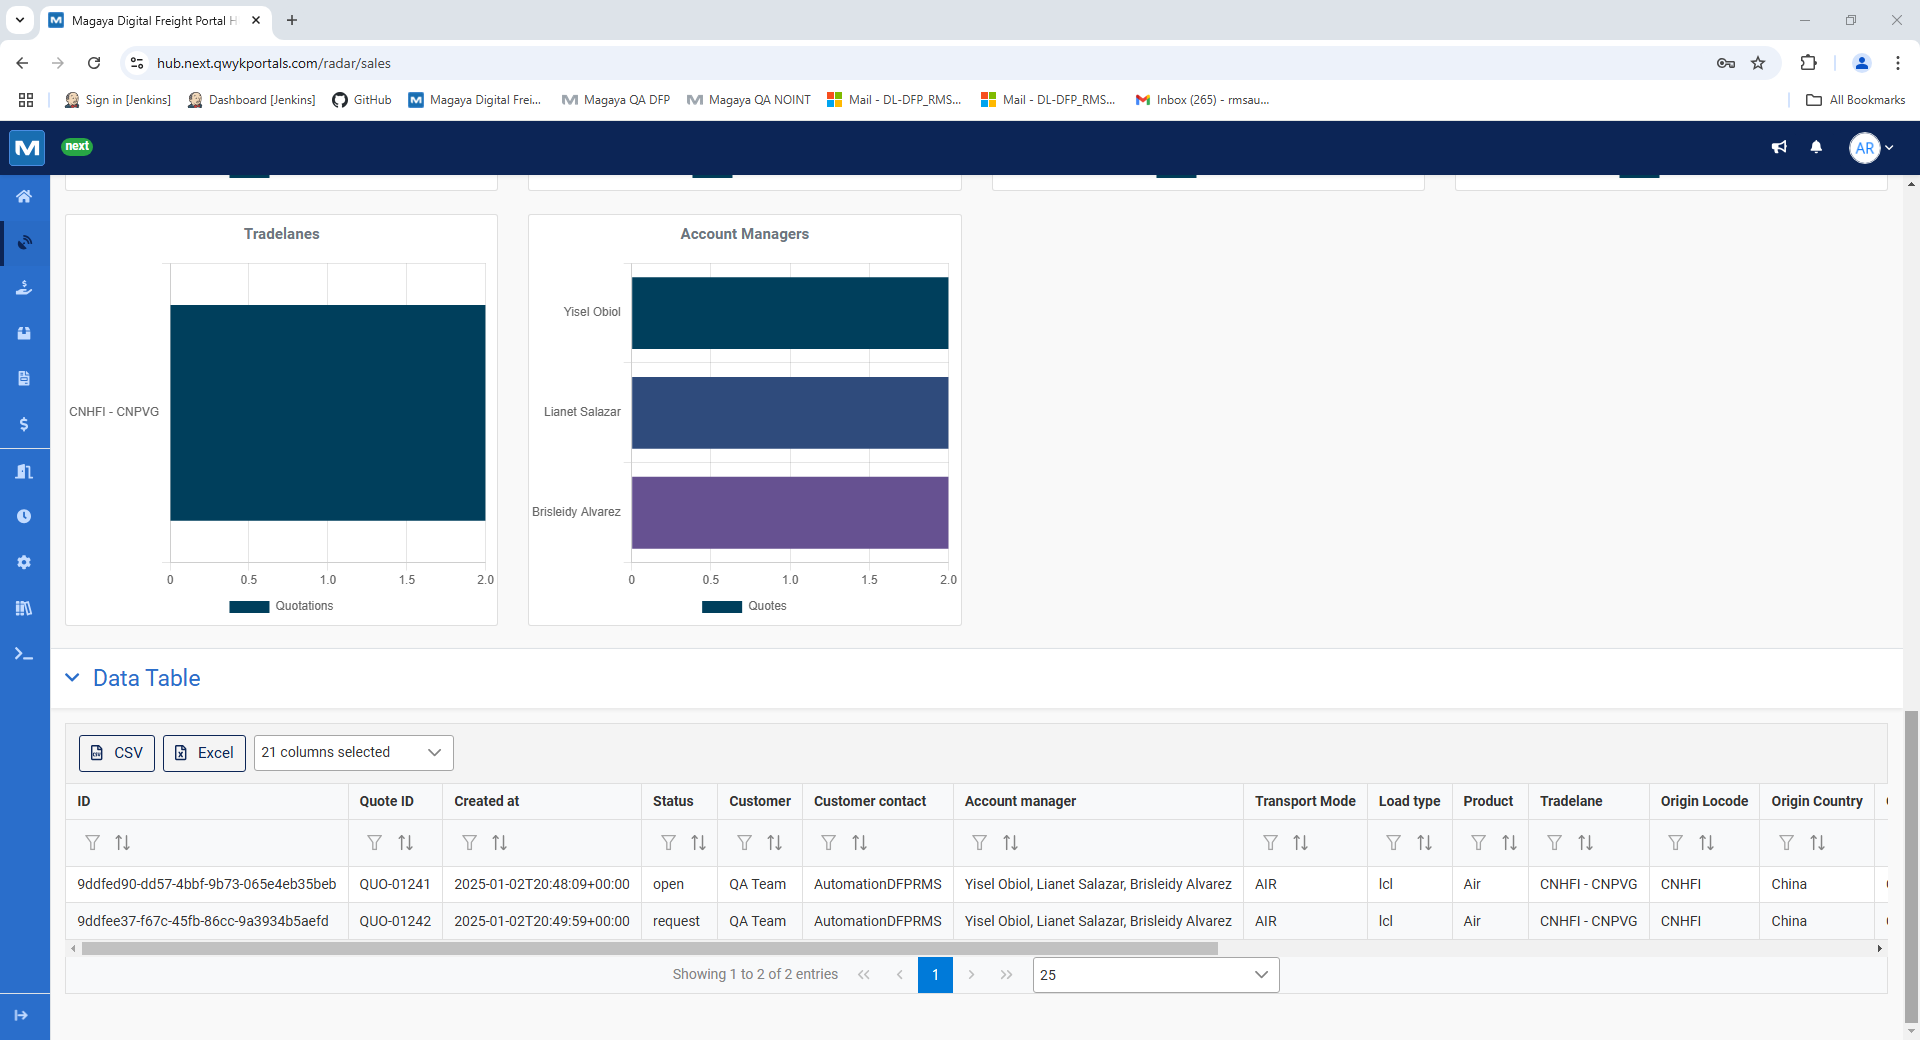 Magaya Digital Freight Portal H
hub.next.qwykportals.com/radar/sales
Sign in [Jenkins]
Dashboard [Jenkins]
GitHub
Magaya Digital Frei...
Magaya QA DFP
Magaya QA NOINT
Mail - DL-DFP_RMS...
Mail - DL-DFP_RMS...
Inbox (265) - rmsau...
All Bookmarks
next
AR
Tradelanes
CNHFI - CNPVG
0 0.5 1.0 1.5 2.0
Quotations
Account Managers
Yisel Obiol
Lianet Salazar
Brisleidy Alvarez
0 0.5 1.0 1.5 2.0
Quotes
Data Table
CSV Excel 21 columns selected
ID Quote ID Created at Status Customer Customer contact Account manager Transport Mode Load type Product Tradelane Origin Locode Origin Country
9ddfed90-dd57-4bbf-9b73-065e4eb35beb QUO-01241 2025-01-02T20:48:09+00:00 open QA Team AutomationDFPRMS Yisel Obiol, Lianet Salazar, Brisleidy Alvarez AIR lcl Air CNHFI - CNPVG CNHFI China
9ddfee37-f67c-45fb-86cc-9a3934b5aefd QUO-01242 2025-01-02T20:49:59+00:00 request QA Team AutomationDFPRMS Yisel Obiol, Lianet Salazar, Brisleidy Alvarez AIR lcl Air CNHFI - CNPVG CNHFI China
Showing 1 to 2 of 2 entries 1 25